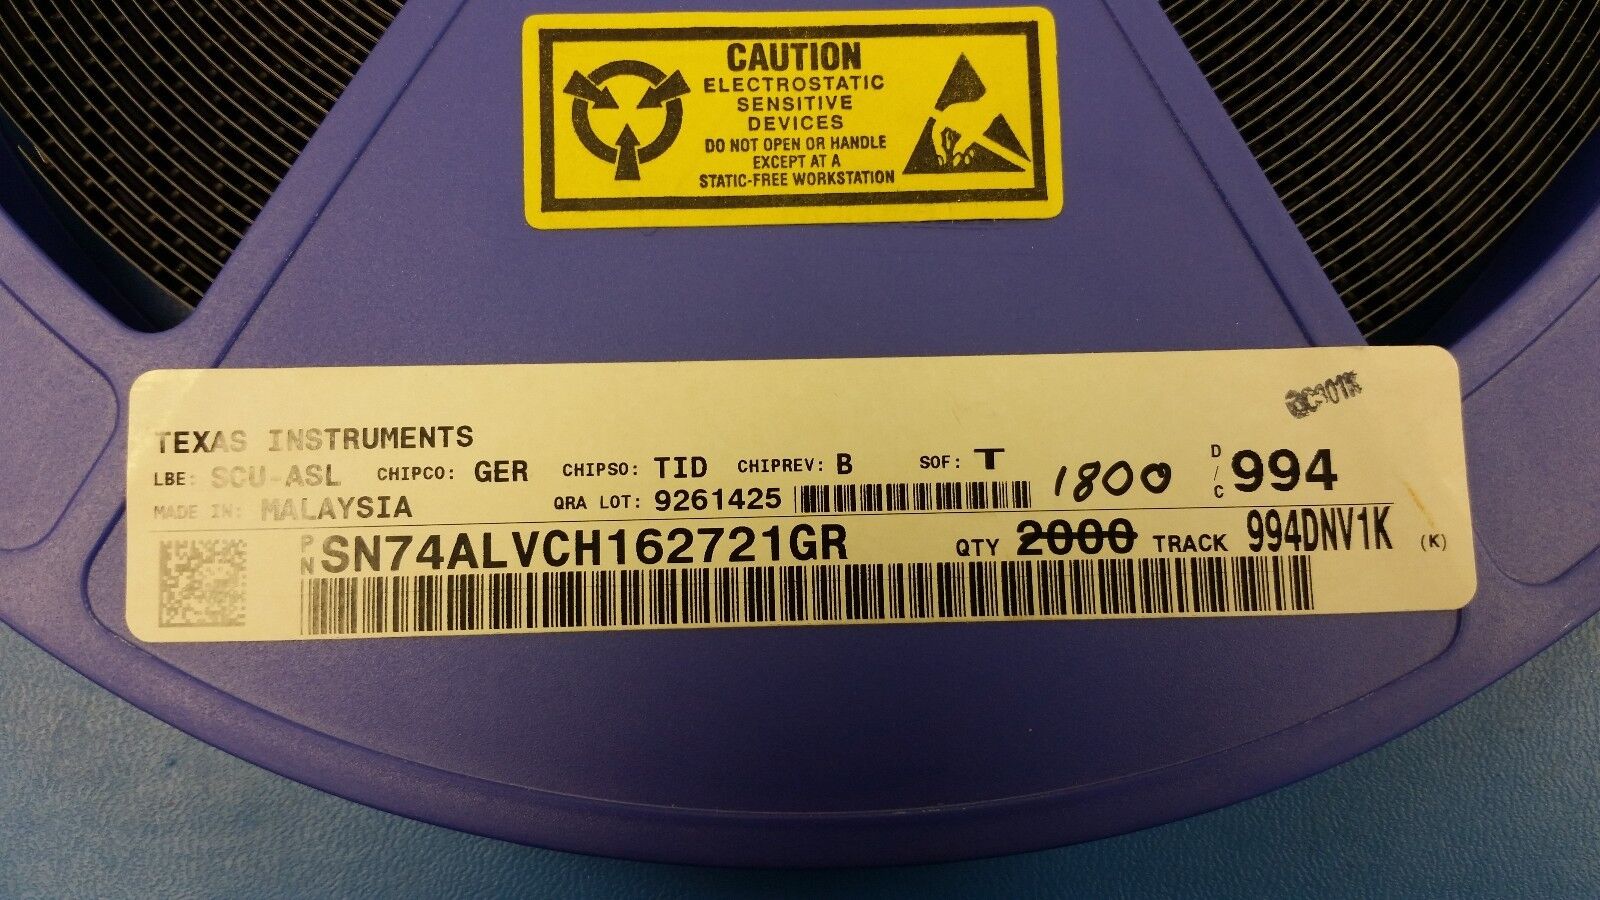 CAUTION
ELECTROSTATIC
SENSITIVE
DEVICES
DO NOT OPEN OR HANDLE
EXCEPT AT A
STATIC-FREE WORKSTATION
TEXAS INSTRUMENTS
LBE: SCU-ASL CHIPCO: GER CHIPSO: TID CHIPREV: B SOF: T
MADE IN: MALAYSIA QRA LOT: 9261425 1800 D/C 994
PN SN74ALVCH162721GR QTY 2000 TRACK 994DNV1K (K)